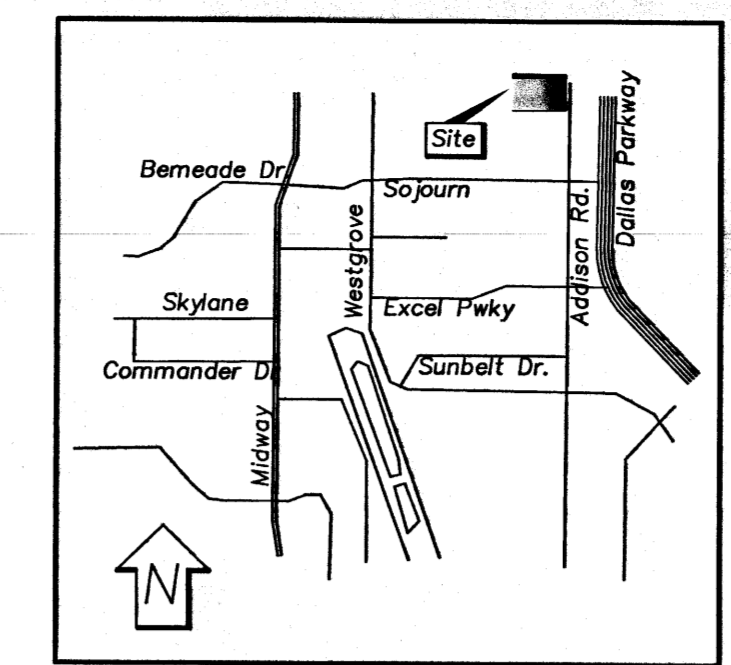 Site
Bemeade Dr
Sojourn
Dallas Parkway
Addison Rd.
Westgrove
Skylane
Excel Pwky
Commander Dr
Sunbelt Dr.
Midway
N